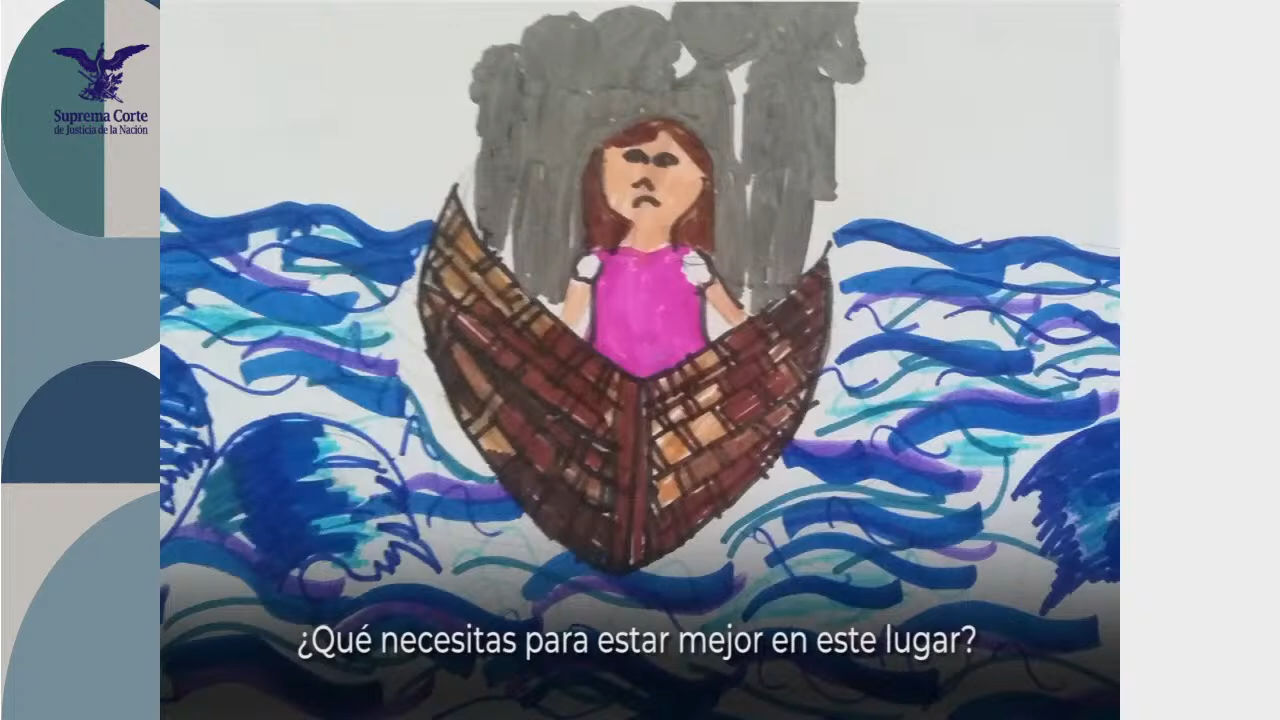 Suprema Corte
de Justicia de la Nación
¿Qué necesitas para estar mejor en este lugar?